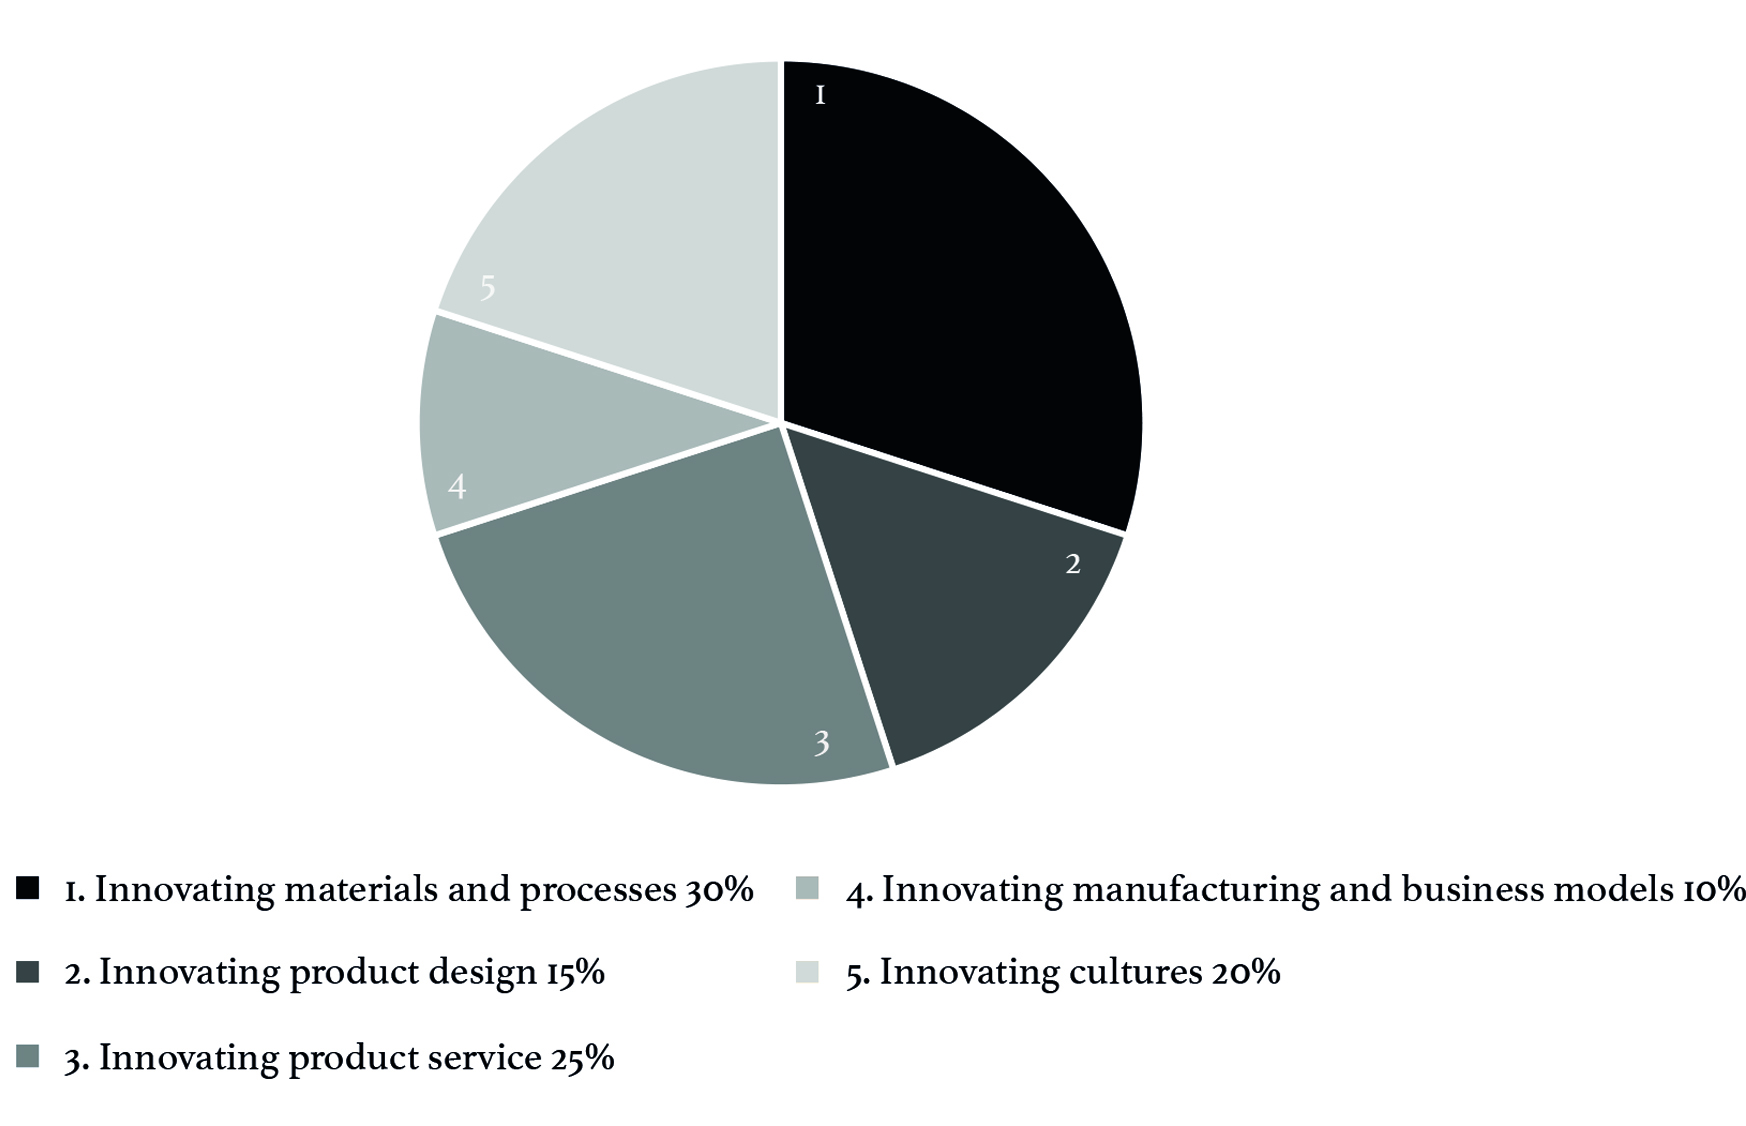 1
5
4
2
3
1. Innovating materials and processes 30%
2. Innovating product design 15%
3. Innovating product service 25%
4. Innovating manufacturing and business models 10%
5. Innovating cultures 20%